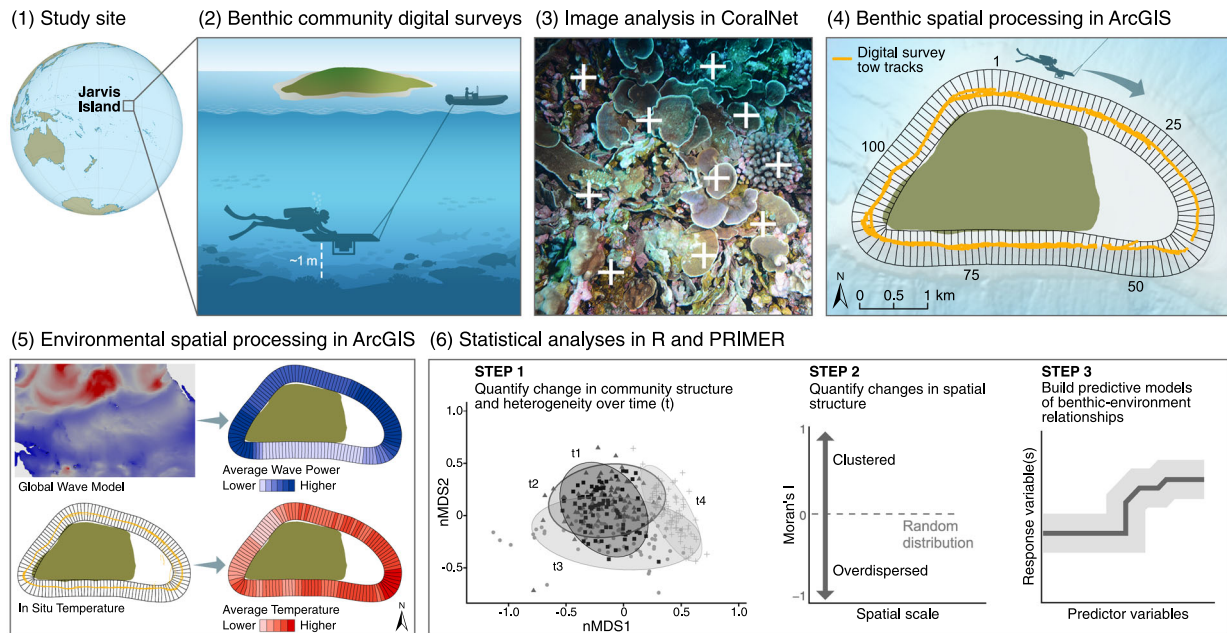 (1) Study site
Jarvis
Island
(2) Benthic community digital surveys
~1 m
(3) Image analysis in CoralNet
(4) Benthic spatial processing in ArcGIS
Digital survey
tow tracks
1
25
100
75
50
N
0 0.5 1 km
(5) Environmental spatial processing in ArcGIS
Global Wave Model
Average Wave Power
Lower Higher
In Situ Temperature
Average Temperature
Lower Higher
N
(6) Statistical analyses in R and PRIMER
STEP 1
Quantify change in community structure
and heterogeneity over time (t)
1.0
0.5
0
-0.5
nMDS2
t1
t2
t3
t4
-1.0 -0.5 0 0.5 1.0
nMDS1
STEP 2
Quantify changes in spatial
structure
1
Clustered
0
Random
distribution
Overdispersed
−1
Moran's I
Spatial scale
STEP 3
Build predictive models
of benthic-environment
relationships
Response variable(s)
Predictor variables